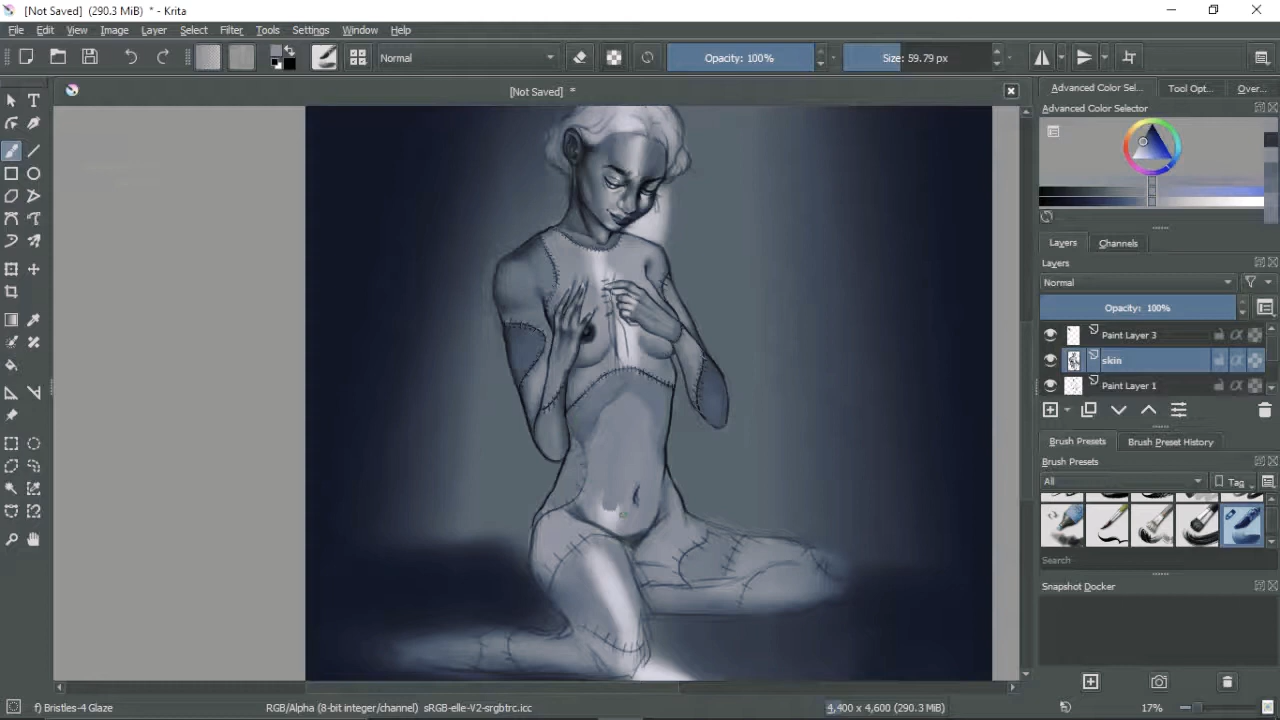 [Not Saved] (290.3 MiB) * - Krita
File Edit View Image Layer Select Filter Tools Settings Window Help
Normal Opacity: 100% Size: 59.79 px
[Not Saved] *
Advanced Color Sel... Tool Opt... Over...
Advanced Color Selector
Layers Channels
Layers
Normal
Opacity: 100%
Paint Layer 3
skin
Paint Layer 1
Brush Presets Brush Preset History
Brush Presets
All Tag
Search
Snapshot Docker
f) Bristles-4 Glaze RGB/Alpha (8-bit integer/channel) sRGB-elle-V2-srgbtrc.icc 4,400 x 4,600 (290.3 MiB) 17%